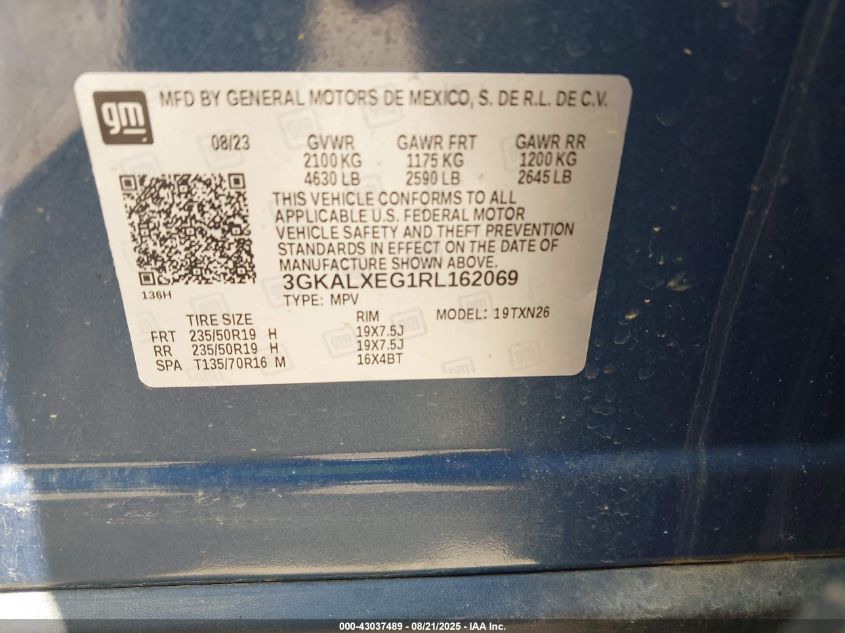 gm
MFD BY GENERAL MOTORS DE MEXICO, S. DE R.L. DE C.V.
08/23 GVWR GAWR FRT GAWR RR
2100 KG 1175 KG 1200 KG
4630 LB 2590 LB 2645 LB
THIS VEHICLE CONFORMS TO ALL
APPLICABLE U.S. FEDERAL MOTOR
VEHICLE SAFETY AND THEFT PREVENTION
STANDARDS IN EFFECT ON THE DATE OF
MANUFACTURE SHOWN ABOVE.
3GKALXEG1RL162069
136H
TYPE: MPV
TIRE SIZE RIM MODEL: 19TXN26
FRT 235/50R19 H 19X7.5J
RR 235/50R19 H 19X7.5J
SPA T135/70R16 M 16X4BT
000-43037489 - 08/21/2025 - IAA Inc.